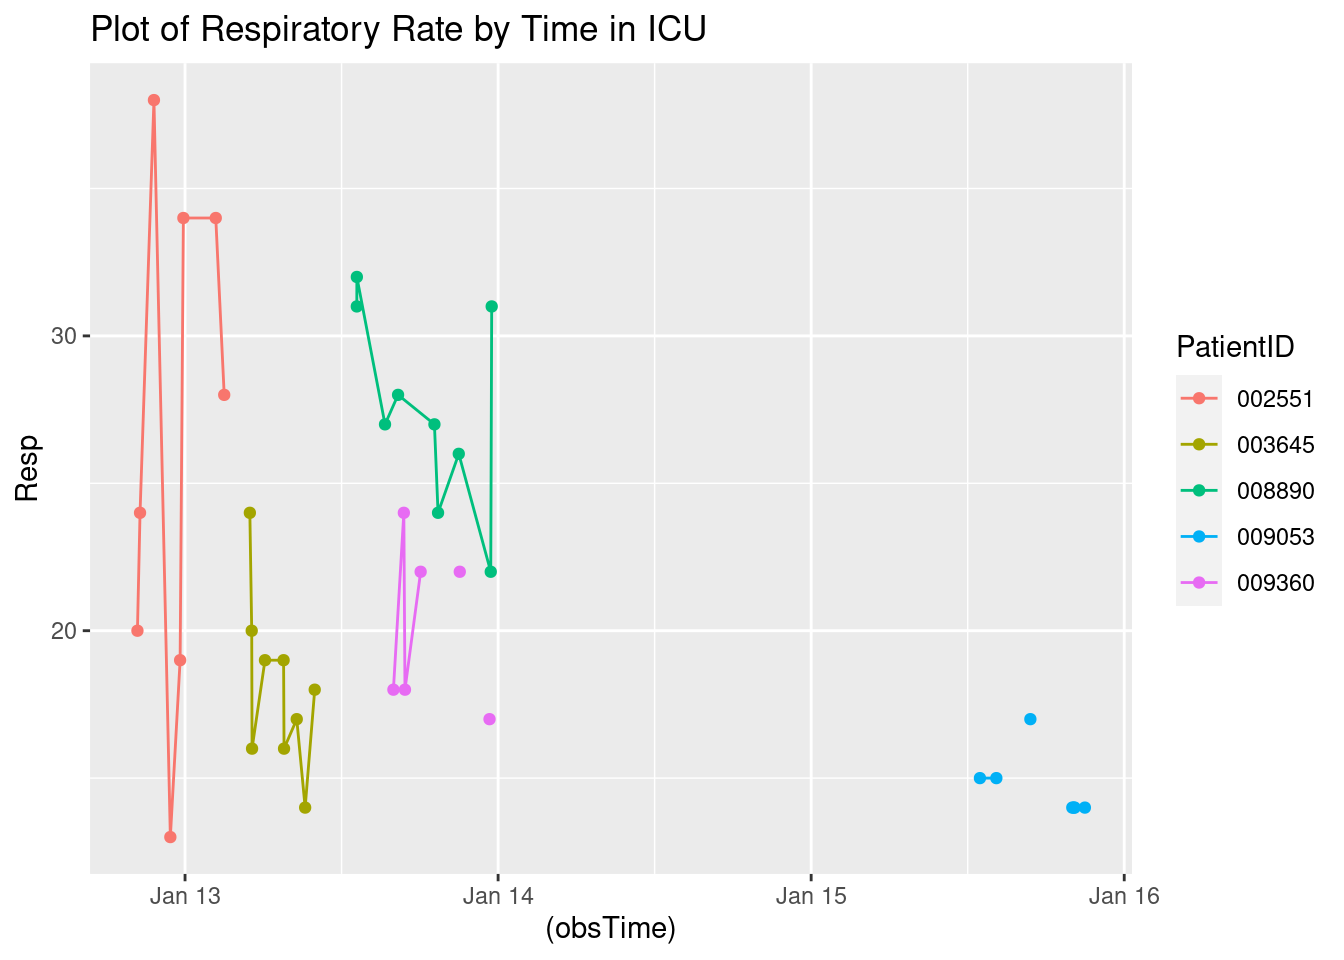 Plot of Respiratory Rate by Time in ICU
Resp
30
20
Jan 13
Jan 14
Jan 15
Jan 16
(obsTime)
PatientID
002551
003645
008890
009053
009360